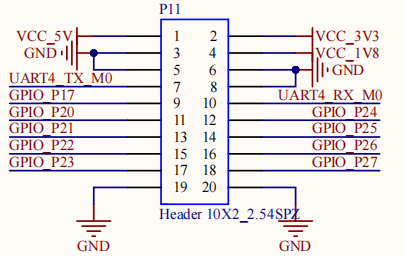 P11
VCC_5V 1 2 VCC_3V3
GND 3 4 VCC_1V8
5 6 GND
UART4_TX_M0 7 8
GPIO_P17 9 10 UART4_RX_M0
GPIO_P20 11 12 GPIO_P24
GPIO_P21 13 14 GPIO_P25
GPIO_P22 15 16 GPIO_P26
GPIO_P23 17 18 GPIO_P27
19 20
Header 10X2_2.54SPZ
GND GND